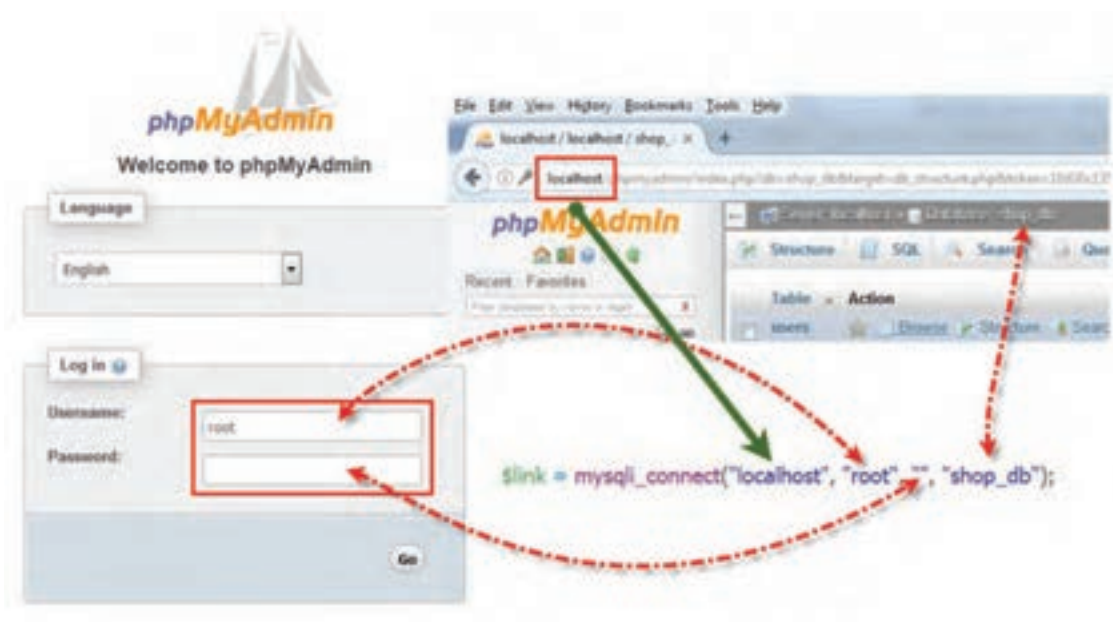 phpMyAdmin
Welcome to phpMyAdmin
Language
English
Log in
Username:
root
Password:
Go
File Edit View History Bookmarks Tools Help
localhost / localhost / shop_
localhost
phpMyAdmin
Recent Favorites
Structure SQL Search
Table Action
users Browse Structure
$link = mysqli_connect("localhost", "root" ,"", "shop_db");